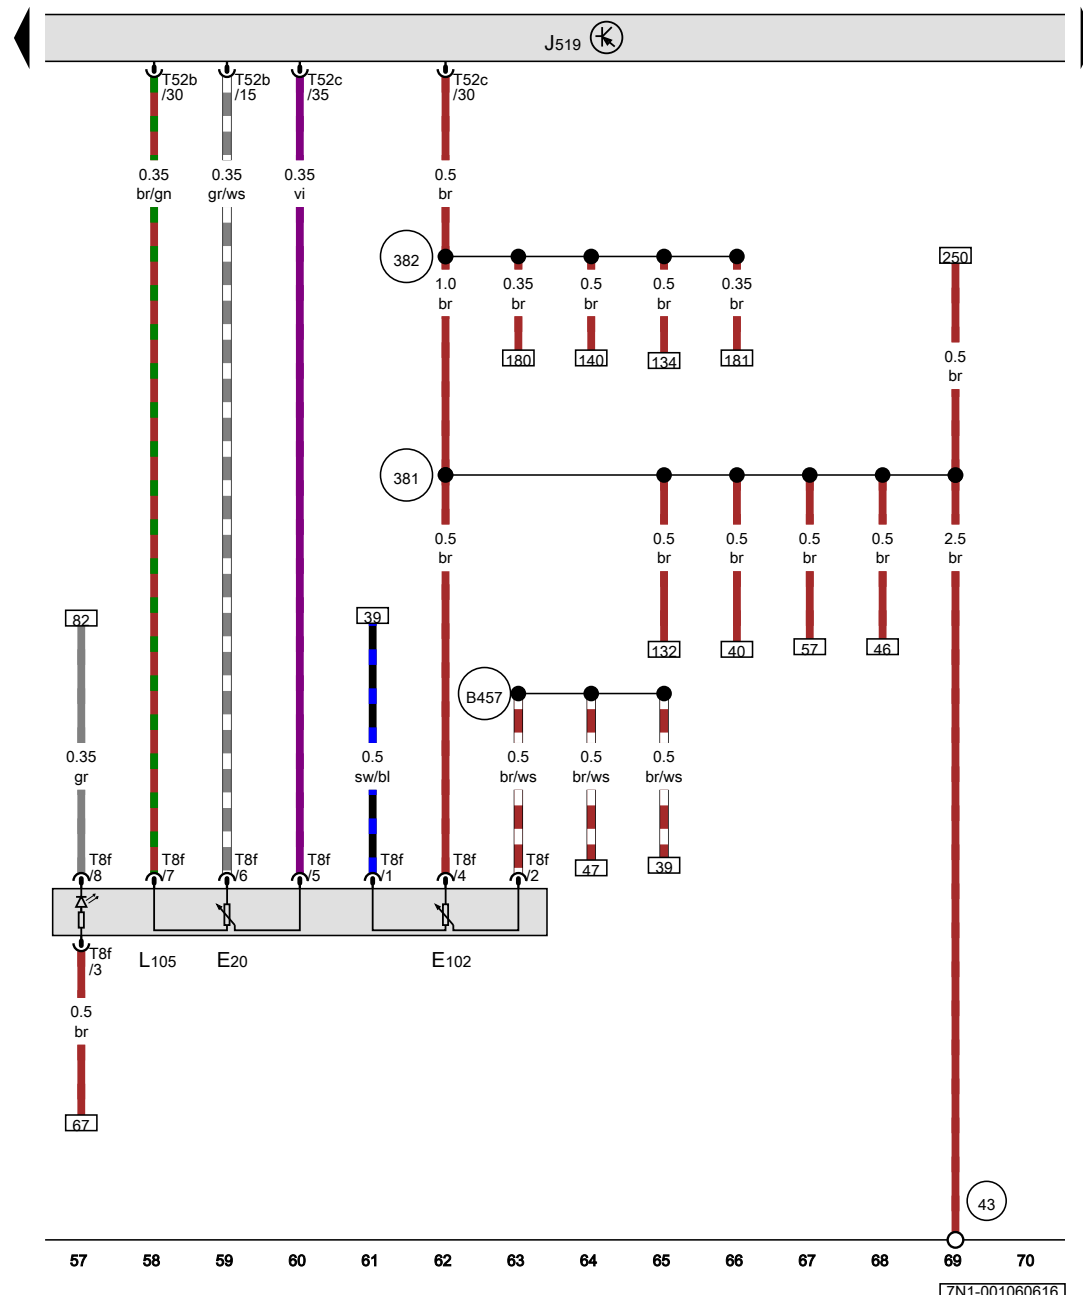 J519
T52b T52b T52c T52c
/30 /15 /35 /30
0.35 0.35 0.35 0.5
br/gn gr/ws vi br
382 250
1.0 0.35 0.5 0.5 0.35
br br br br br
180 140 134 181
0.5
br
381
0.5 0.5 0.5 0.5 0.5 2.5
br br br br br br
82 39
132 40 57 46
B457
0.35 0.5 0.5 0.5 0.5
gr sw/bl br/ws br/ws br/ws
T8f T8f T8f T8f T8f T8f T8f
/8 /7 /6 /5 /1 /4 /2
47 39
T8f
/3
L105 E20 E102
0.5
br
67
43
57 58 59 60 61 62 63 64 65 66 67 68 69 70
7N1-001060616